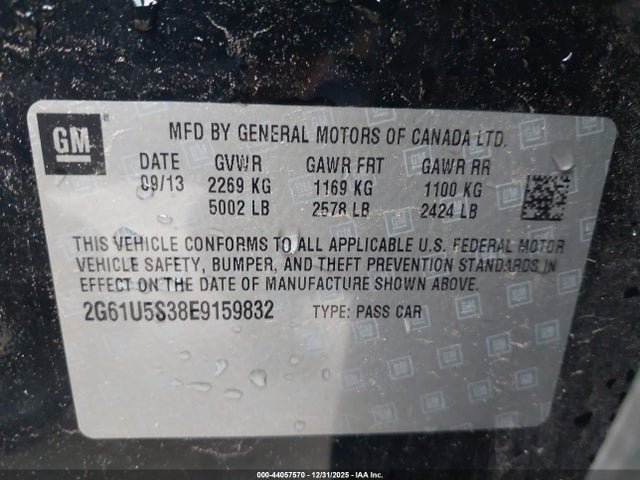 GM
MFD BY GENERAL MOTORS OF CANADA LTD.
DATE GVWR GAWR FRT GAWR RR
09/13 2269 KG 1169 KG 1100 KG
5002 LB 2578 LB 2424 LB
THIS VEHICLE CONFORMS TO ALL APPLICABLE U.S. FEDERAL MOTOR
VEHICLE SAFETY, BUMPER, AND THEFT PREVENTION STANDARDS IN
EFFECT ON THE DATE OF MANUFACTURE SHOWN ABOVE.
2G61U5S38E9159832 TYPE: PASS CAR
000-44057570 - 12/31/2025 - IAATN